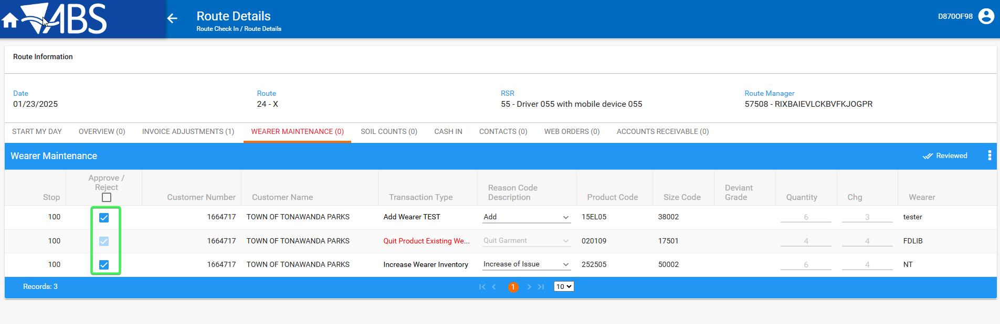 ABS
Route Details
Route Check In / Route Details
D870OF98
Route Information
Date
01/23/2025
Route
24 - X
RSR
55 - Driver 055 with mobile device 055
Route Manager
57508 - RIXBAIEVLCKBVFKJOGPR
START MY DAY OVERVIEW (0) INVOICE ADJUSTMENTS (1) WEARER MAINTENANCE (0) SOIL COUNTS (0) CASH IN CONTACTS (0) WEB ORDERS (0) ACCOUNTS RECEIVABLE (0)
Wearer Maintenance
Reviewed
Stop
Approve /
Reject
Customer Number
Customer Name
Transaction Type
Reason Code
Description
Product Code
Size Code
Deviant
Grade
Quantity
Chg
Wearer
100 1664717 TOWN OF TONAWANDA PARKS Add Wearer TEST Add 15EL05 38002 6 3 tester
100 1664717 TOWN OF TONAWANDA PARKS Quit Product Existing We... Quit Garment 020109 17501 4 4 FDLIB
100 1664717 TOWN OF TONAWANDA PARKS Increase Wearer Inventory Increase of Issue 252505 50002 6 4 NT
Records: 3 1 10